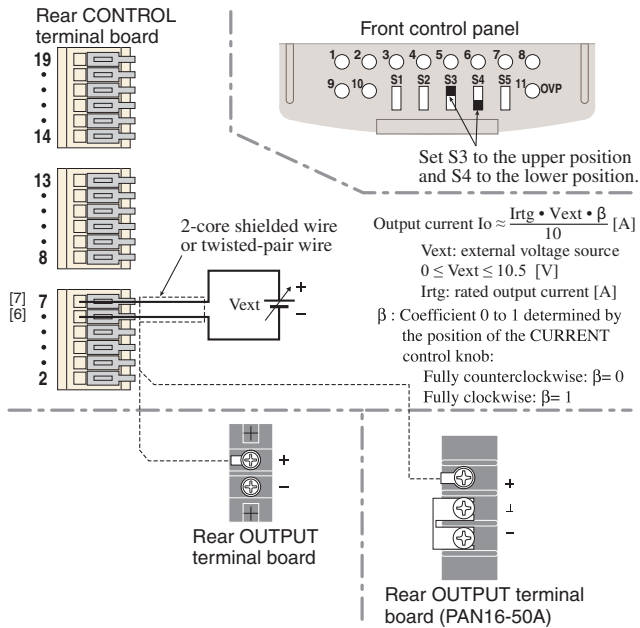 Rear CONTROL
terminal board
19
14
13
8
[7] 7
[6]
2
Front control panel
1 2 3 4 5 6 7 8
9 10 S1 S2 S3 S4 S5 11 OVP
Set S3 to the upper position
and S4 to the lower position.
2-core shielded wire
or twisted-pair wire
Vext
+
−
Output current Io ≈ Irtg • Vext • β / 10 [A]
Vext: external voltage source
0 ≤ Vext ≤ 10.5 [V]
Irtg: rated output current [A]
β : Coefficient 0 to 1 determined by
the position of the CURRENT
control knob:
Fully counterclockwise: β= 0
Fully clockwise: β= 1
+
−
Rear OUTPUT
terminal board
+
⊥
−
Rear OUTPUT terminal
board (PAN16-50A)